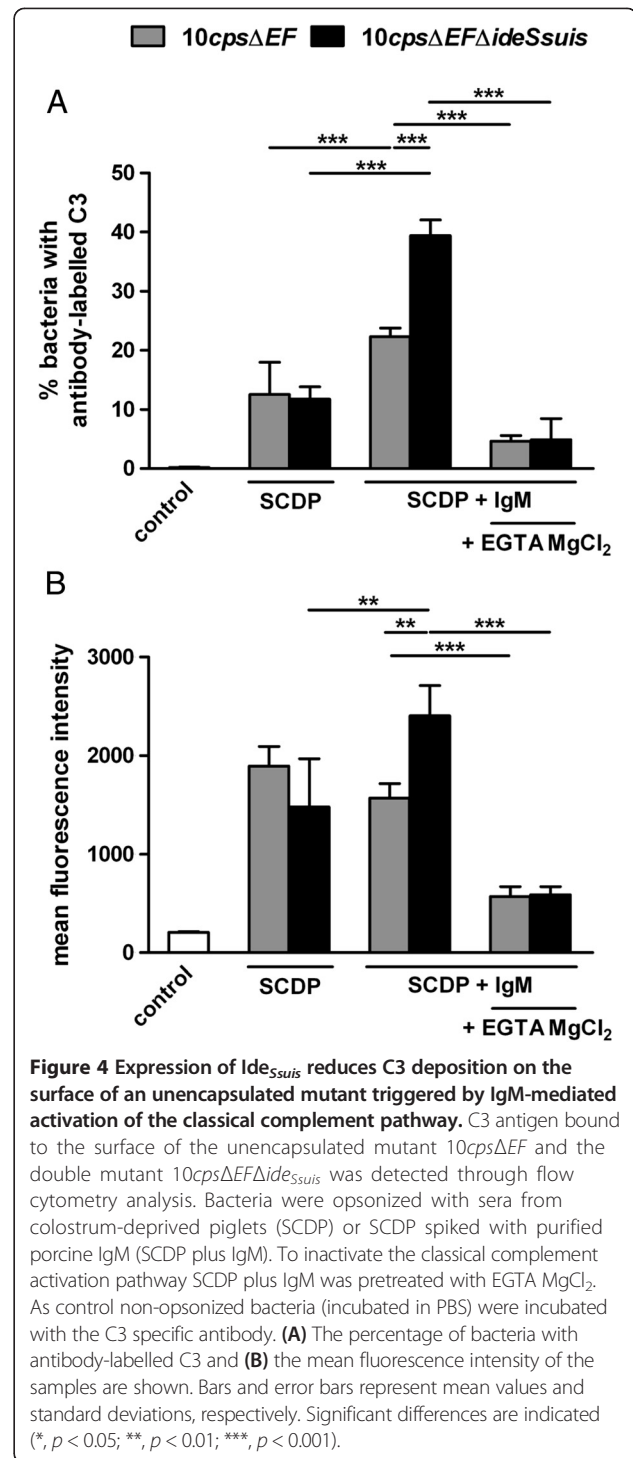 10cpsΔEF 10cpsΔEFΔideSsuis
A
*** ***
*** ***
***
% bacteria with
antibody-labelled C3
50
40
30
20
10
0
control
SCDP
SCDP + IgM
+ EGTA MgCl₂
B
**
** ***
***
mean fluorescence intensity
3000
2000
1000
0
control
SCDP
SCDP + IgM
+ EGTA MgCl₂
Figure 4 Expression of IdeSsuis reduces C3 deposition on the
surface of an unencapsulated mutant triggered by IgM-mediated
activation of the classical complement pathway. C3 antigen bound
to the surface of the unencapsulated mutant 10cpsΔEF and the
double mutant 10cpsΔEFΔideSsuis was detected through flow
cytometry analysis. Bacteria were opsonized with sera from
colostrum-deprived piglets (SCDP) or SCDP spiked with purified
porcine IgM (SCDP plus IgM). To inactivate the classical complement
activation pathway SCDP plus IgM was pretreated with EGTA MgCl₂.
As control non-opsonized bacteria (incubated in PBS) were incubated
with the C3 specific antibody. (A) The percentage of bacteria with
antibody-labelled C3 and (B) the mean fluorescence intensity of the
samples are shown. Bars and error bars represent mean values and
standard deviations, respectively. Significant differences are indicated
(*, p < 0.05; **, p < 0.01; ***, p < 0.001).